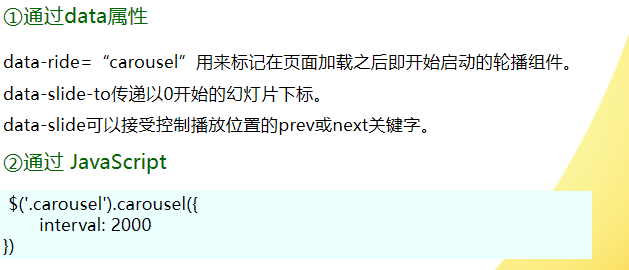 ①通过data属性
data-ride=“carousel”用来标记在页面加载之后即开始启动的轮播组件。
data-slide-to传递以0开始的幻灯片下标。
data-slide可以接受控制播放位置的prev或next关键字。
②通过 JavaScript
$('.carousel').carousel({
interval: 2000
})